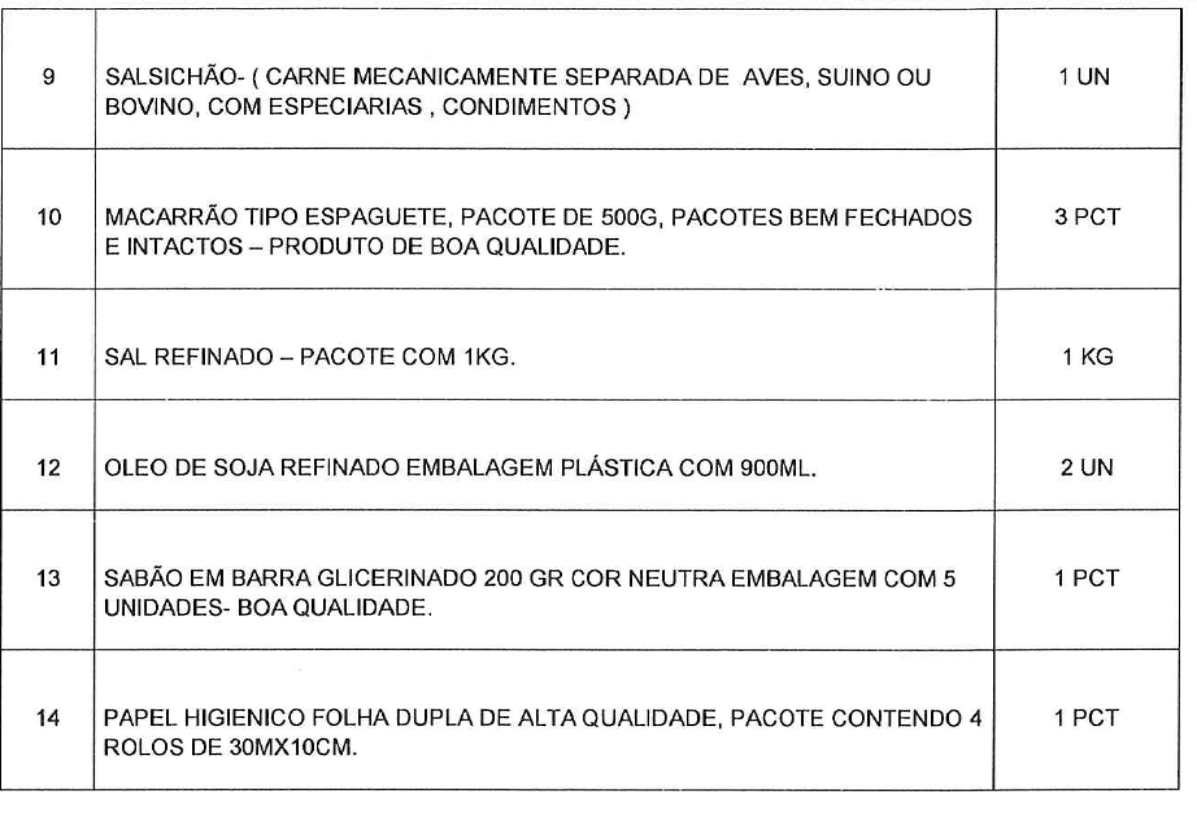 9
SALSICHÃO- ( CARNE MECANICAMENTE SEPARADA DE AVES, SUINO OU
BOVINO, COM ESPECIARIAS , CONDIMENTOS )
1 UN
10
MACARRÃO TIPO ESPAGUETE, PACOTE DE 500G, PACOTES BEM FECHADOS
E INTACTOS – PRODUTO DE BOA QUALIDADE.
3 PCT
11
SAL REFINADO – PACOTE COM 1KG.
1 KG
12
OLEO DE SOJA REFINADO EMBALAGEM PLÁSTICA COM 900ML.
2 UN
13
SABÃO EM BARRA GLICERINADO 200 GR COR NEUTRA EMBALAGEM COM 5
UNIDADES- BOA QUALIDADE.
1 PCT
14
PAPEL HIGIENICO FOLHA DUPLA DE ALTA QUALIDADE, PACOTE CONTENDO 4
ROLOS DE 30MX10CM.
1 PCT